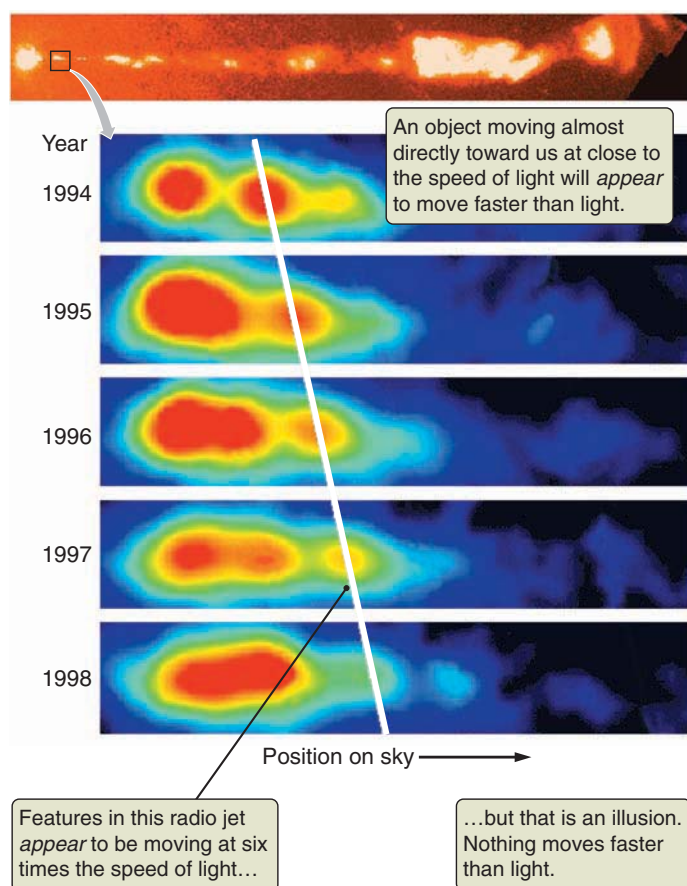 An object moving almost
directly toward us at close to
the speed of light will appear
to move faster than light.
Year
1994
1995
1996
1997
1998
Position on sky
Features in this radio jet
appear to be moving at six
times the speed of light…
…but that is an illusion.
Nothing moves faster
than light.